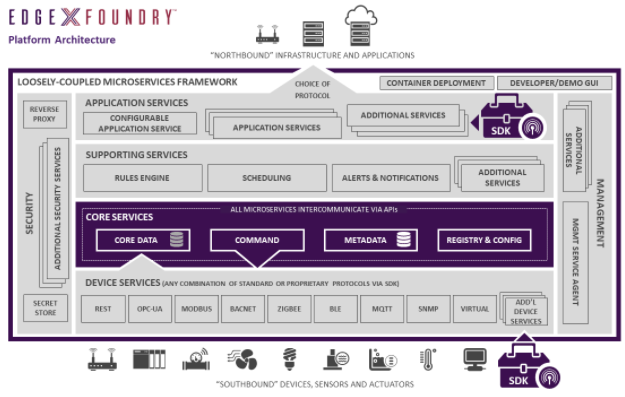 EDGE X FOUNDRY™
Platform Architecture
"NORTHBOUND" INFRASTRUCTURE AND APPLICATIONS
LOOSELY-COUPLED MICROSERVICES FRAMEWORK
CHOICE OF
PROTOCOL
CONTAINER DEPLOYMENT
DEVELOPER/DEMO GUI
REVERSE
PROXY
SECURITY
ADDITIONAL SECURITY SERVICES
SECRET
STORE
APPLICATION SERVICES
CONFIGURABLE
APPLICATION SERVICE
APPLICATION SERVICES
ADDITIONAL SERVICES
SDK
SUPPORTING SERVICES
RULES ENGINE
SCHEDULING
ALERTS & NOTIFICATIONS
ADDITIONAL
SERVICES
ALL MICROSERVICES INTERCOMMUNICATE VIA APIs
CORE SERVICES
CORE DATA
COMMAND
METADATA
REGISTRY & CONFIG
DEVICE SERVICES (ANY COMBINATION OF STANDARD OR PROPRIETARY PROTOCOLS VIA SDK)
REST
OPC-UA
MODBUS
BACNET
ZIGBEE
BLE
MQTT
SNMP
VIRTUAL
ADD'L
DEVICE
SERVICES
ADDITIONAL
SERVICES
MGMT SERVICE AGENT
MANAGEMENT
SDK
"SOUTHBOUND" DEVICES, SENSORS AND ACTUATORS